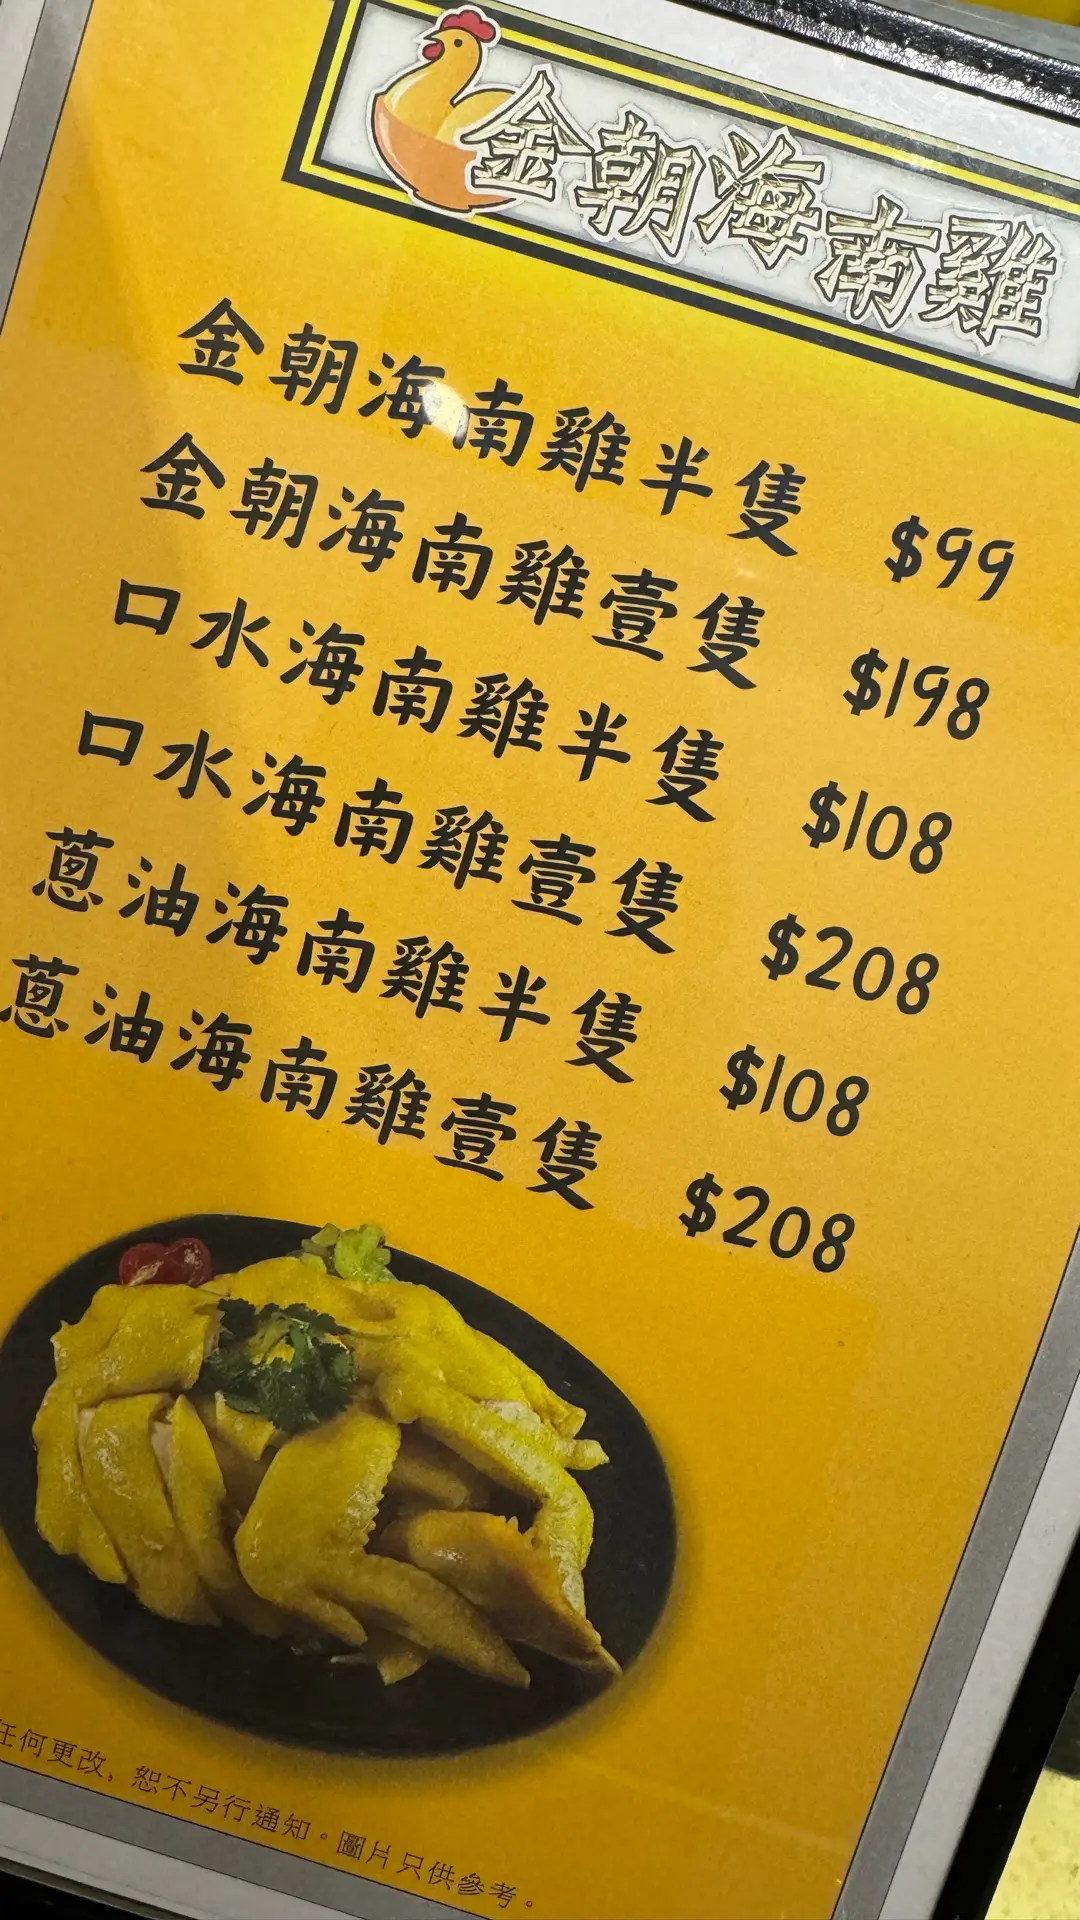 金朝海南雞
金朝海南雞半隻 $99
金朝海南雞壹隻 $198
口水海南雞半隻 $108
口水海南雞壹隻 $208
蔥油海南雞半隻 $108
蔥油海南雞壹隻 $208
任何更改，恕不另行通知。圖片只供參考。